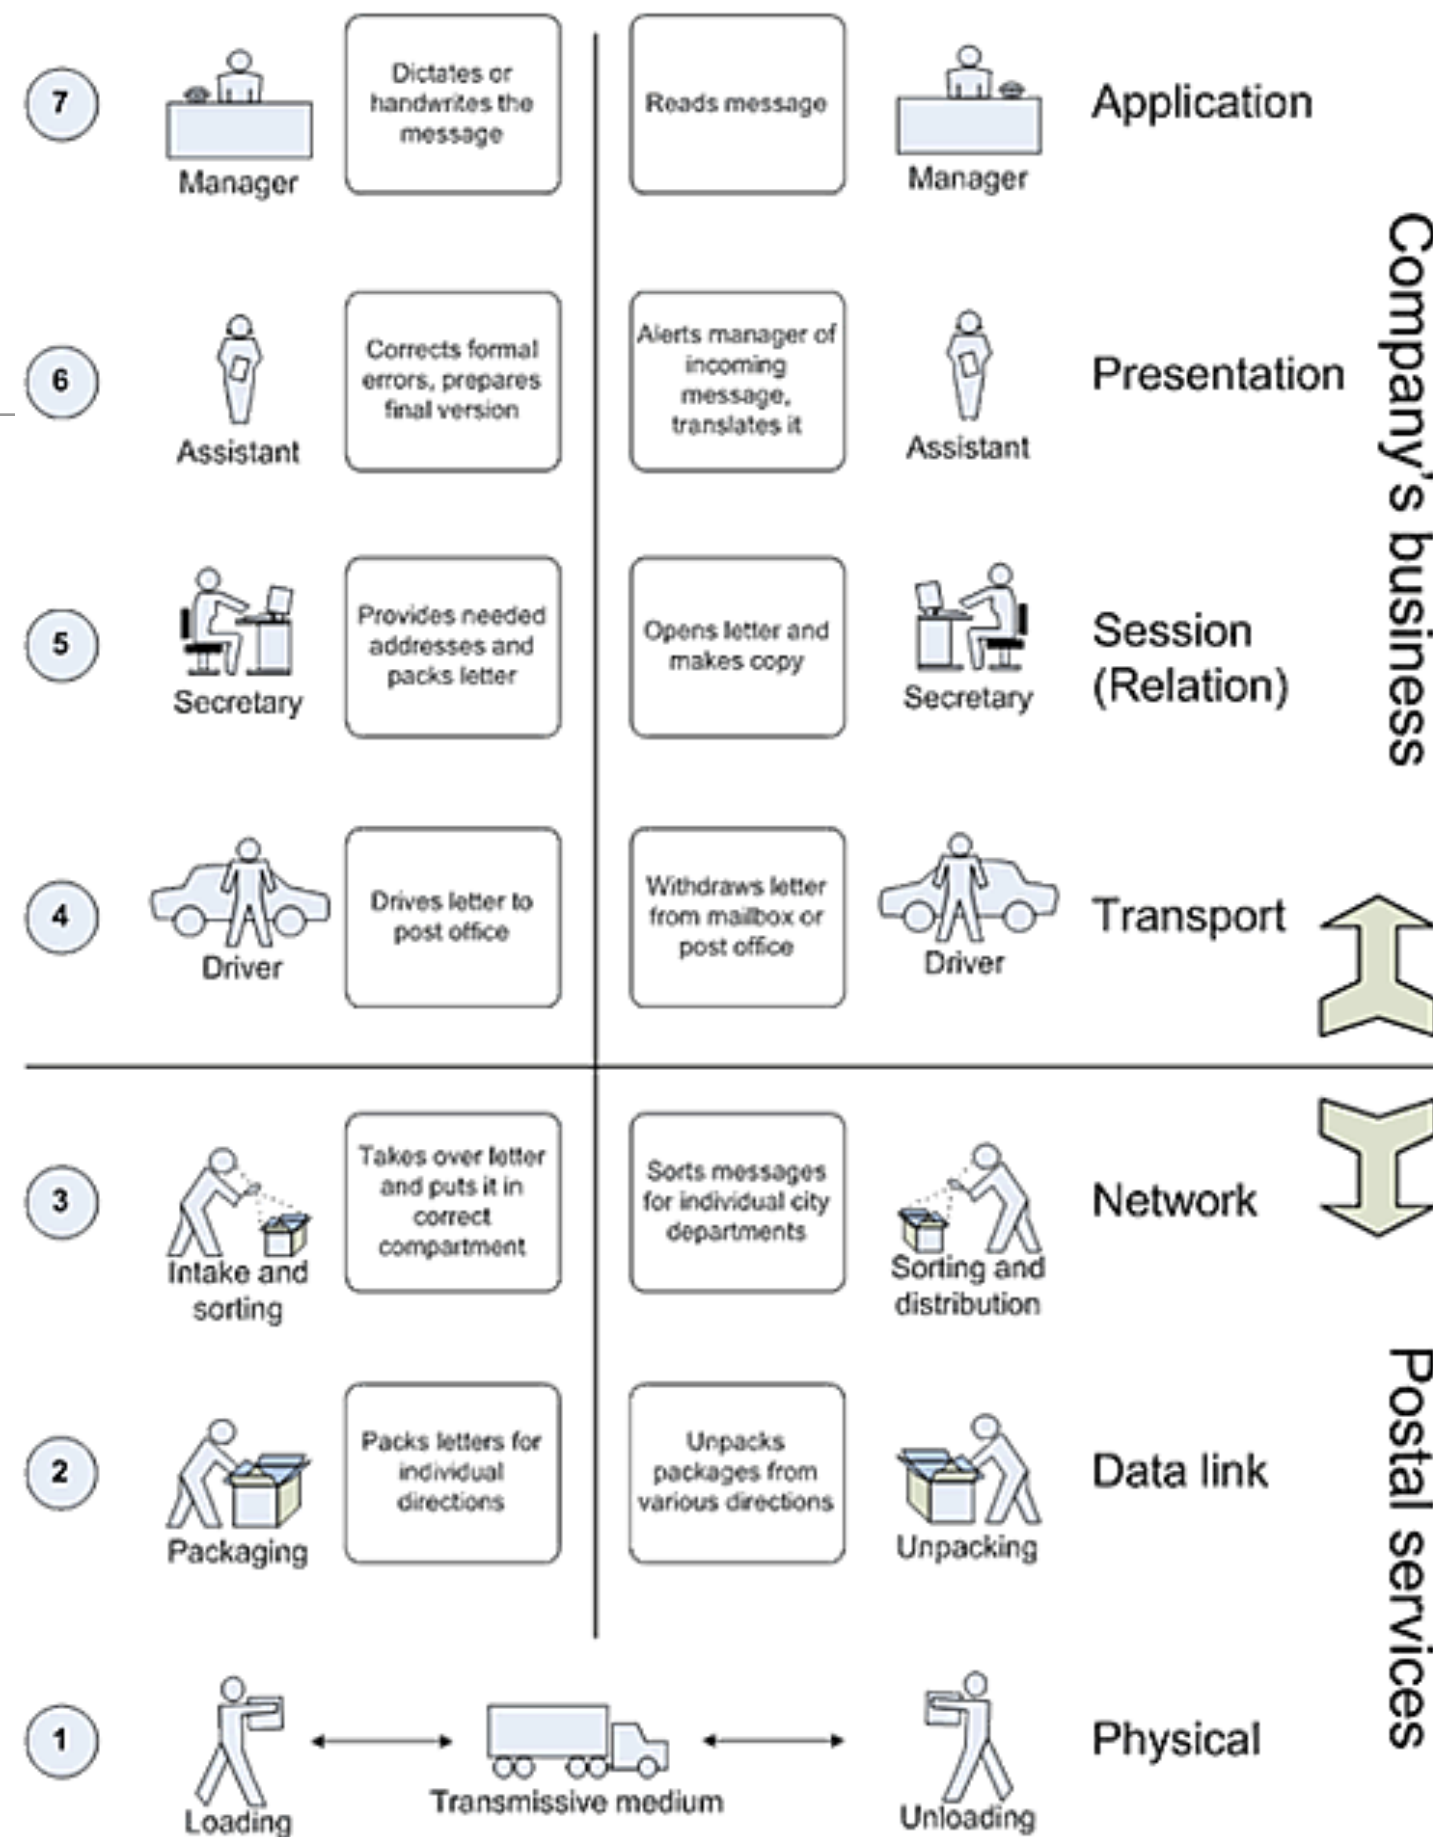 7
Manager
Dictates or
handwrites the
message
Reads message
Manager
Application
6
Assistant
Corrects formal
errors, prepares
final version
Alerts manager of
incoming
message,
translates it
Assistant
Presentation
5
Secretary
Provides needed
addresses and
packs letter
Opens letter and
makes copy
Secretary
Session
(Relation)
Company's business
4
Driver
Drives letter to
post office
Withdraws letter
from mailbox or
post office
Driver
Transport
3
Intake and
sorting
Takes over letter
and puts it in
correct
compartment
Sorts messages
for individual city
departments
Sorting and
distribution
Network
2
Packaging
Packs letters for
individual
directions
Unpacks
packages from
various directions
Unpacking
Data link
Postal services
1
Loading
Transmissive medium
Unloading
Physical